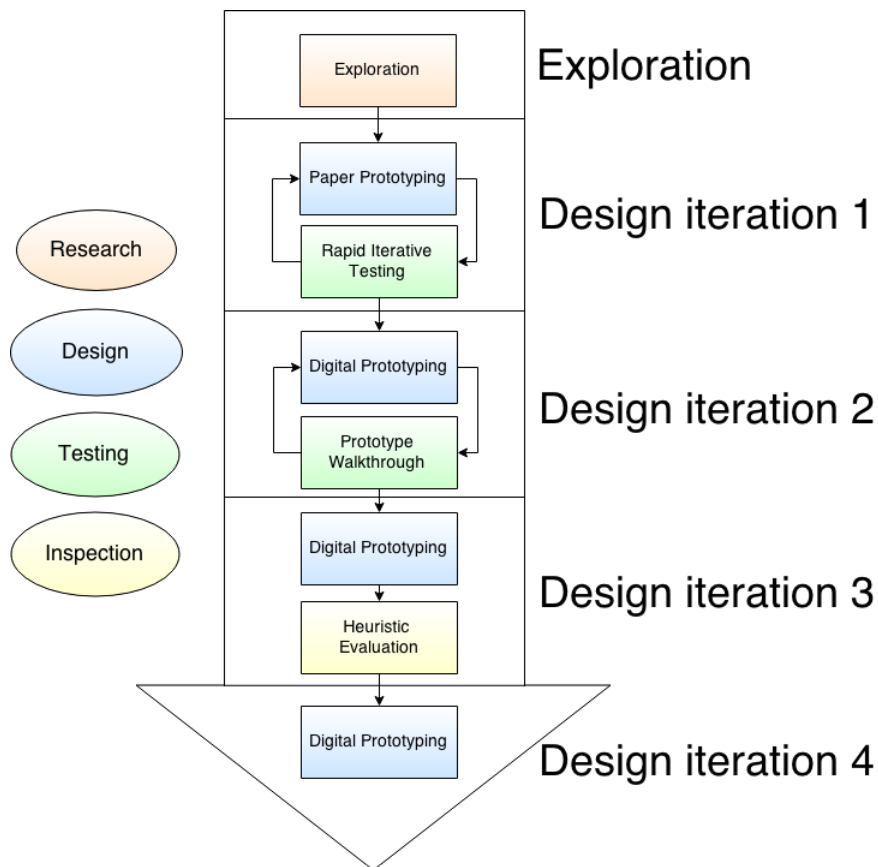 Exploration
Exploration
Paper Prototyping
Design iteration 1
Rapid Iterative
Testing
Research
Design
Testing
Inspection
Digital Prototyping
Design iteration 2
Prototype
Walkthrough
Digital Prototyping
Design iteration 3
Heuristic
Evaluation
Digital Prototyping
Design iteration 4